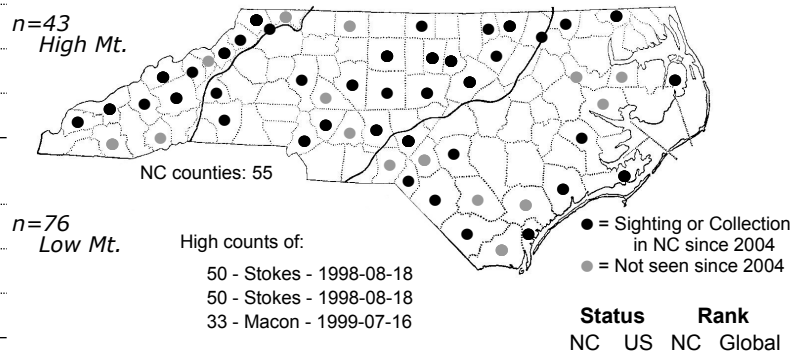 n=43
High Mt.
NC counties: 55
n=76
Low Mt.
High counts of:
50 - Stokes - 1998-08-18
50 - Stokes - 1998-08-18
33 - Macon - 1999-07-16
= Sighting or Collection
in NC since 2004
= Not seen since 2004
Status Rank
NC US NC Global